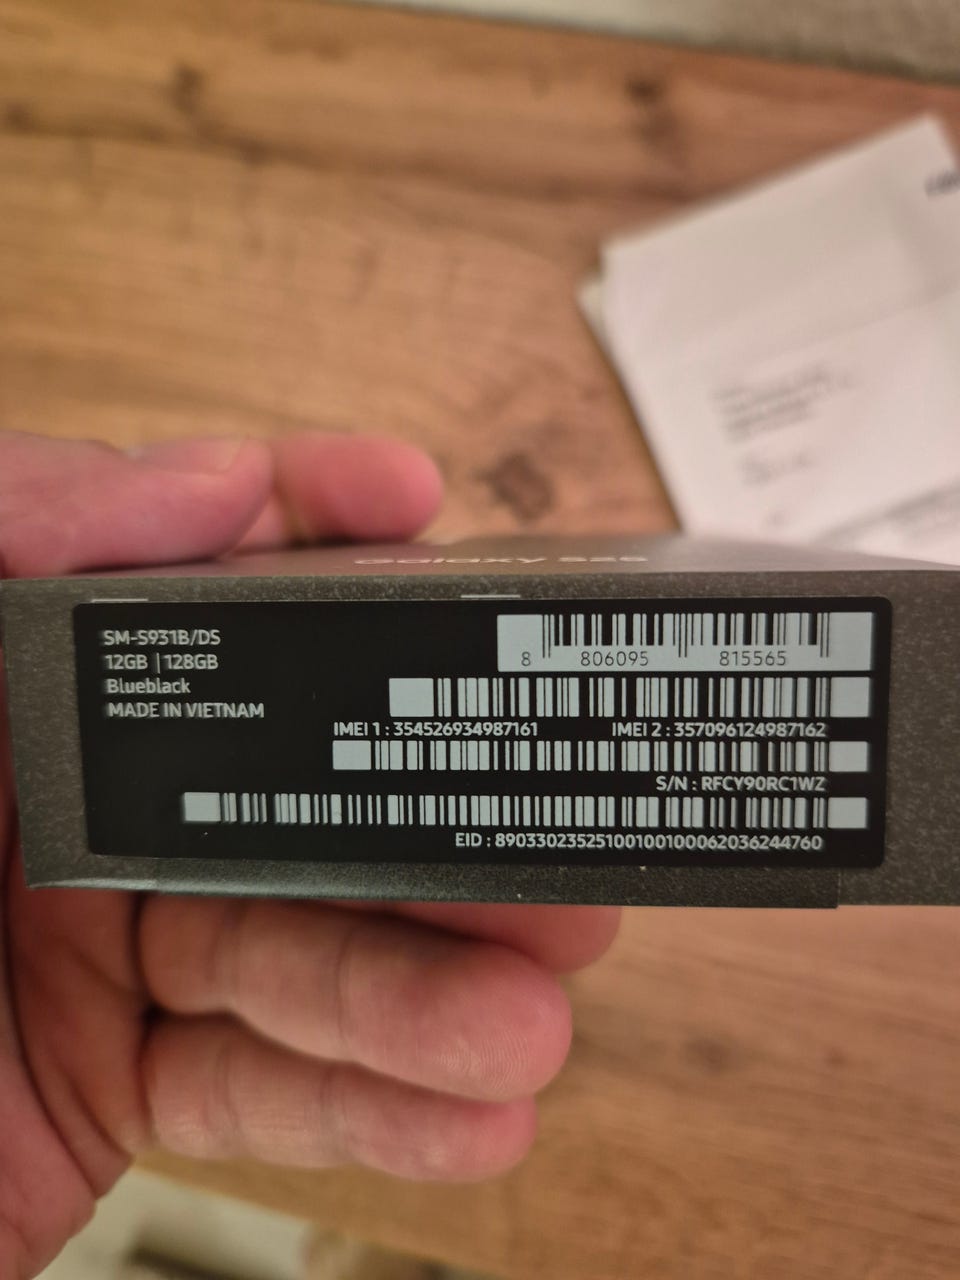 Galaxy S25
SM-S931B/DS
12GB | 128GB
Blueblack
MADE IN VIETNAM
8 806095 815565
IMEI 1 : 354526934987161 IMEI 2 : 357096124987162
S/N : RFCY90RC1WZ
EID : 89033023525100100100062036244760